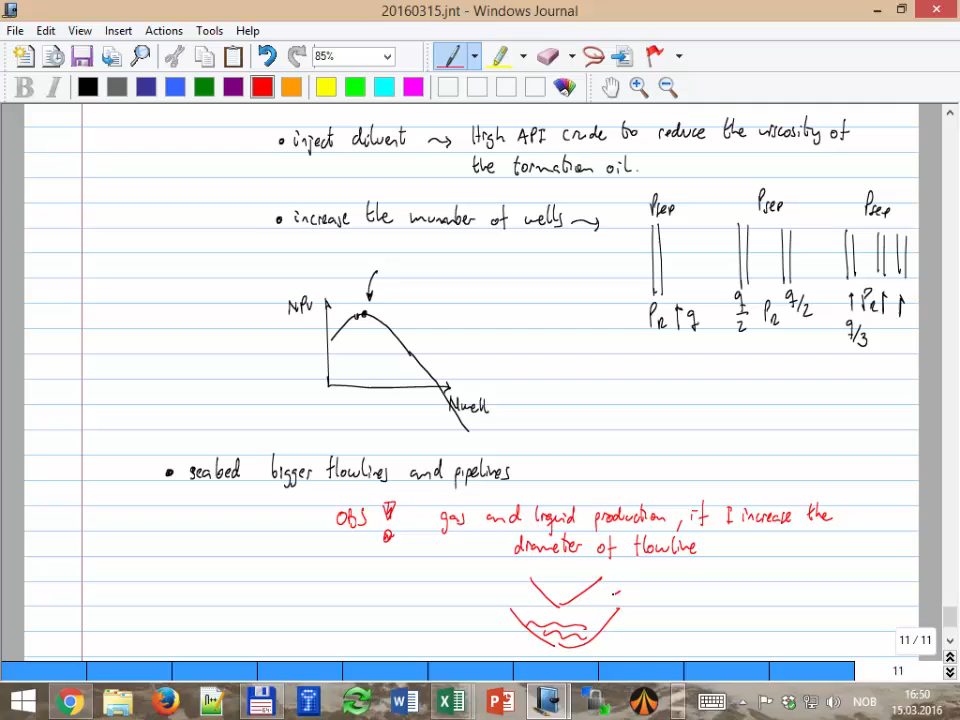 20160315.jnt - Windows Journal
File Edit View Insert Actions Tools Help
85%
B I
• inject diluent → High API crude to reduce the viscosity of
the formation oil.
• increase the munber of wells →
Psep Psep Psep
PR ↑ q q/2 PR q/2 ↑ PR ↑ ↑
q/3
NPV
Nwell
• seabed bigger flowlines and pipelines
OBS ! gas and liquid production, if I increase the
diameter of flowline
11 / 11
11
NOB
16:50
15.03.2016